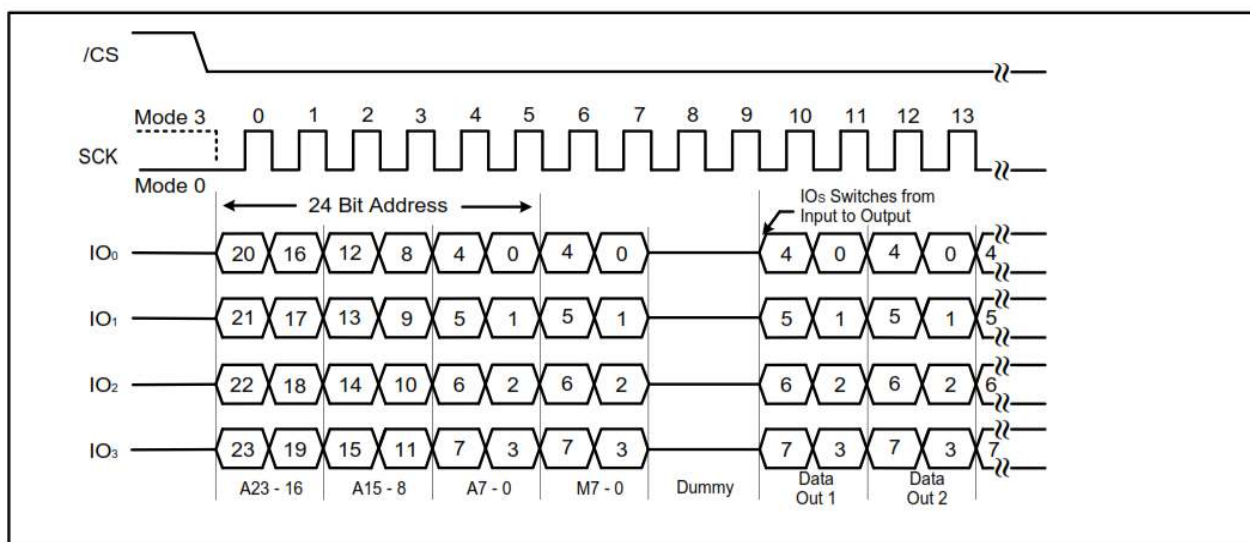 /CS
Mode 3 0 1 2 3 4 5 6 7 8 9 10 11 12 13
SCK
Mode 0
24 Bit Address
IOs Switches from
Input to Output
IO0 20 16 12 8 4 0 4 0 4 0 4 0 4
IO1 21 17 13 9 5 1 5 1 5 1 5 1 5
IO2 22 18 14 10 6 2 6 2 6 2 6 2 6
IO3 23 19 15 11 7 3 7 3 7 3 7 3 7
A23 - 16 A15 - 8 A7 - 0 M7 - 0 Dummy Data Data
Out 1 Out 2